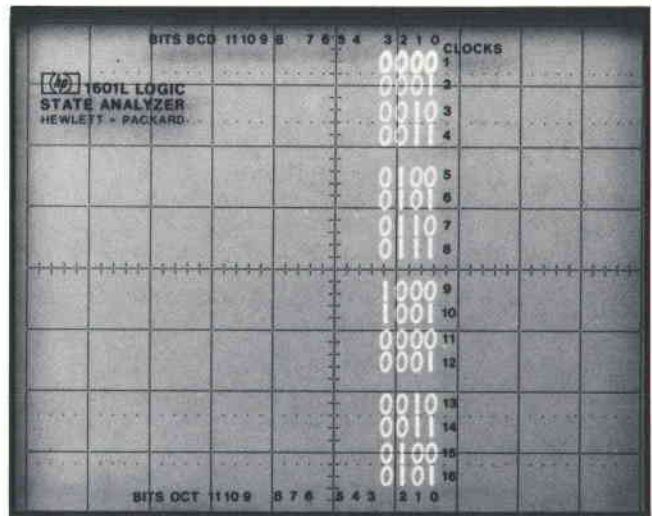 BITS BCD 11 10 9 8 7 6 5 4 3 2 1 0
CLOCKS
hp 1601L LOGIC
STATE ANALYZER
HEWLETT • PACKARD
0000 1
0001 2
0010 3
0011 4
0100 5
0101 6
0110 7
0111 8
1000 9
1001 10
0000 11
0001 12
0010 13
0011 14
0100 15
0101 16
BITS OCT 11 10 9 8 7 6 5 4 3 2 1 0